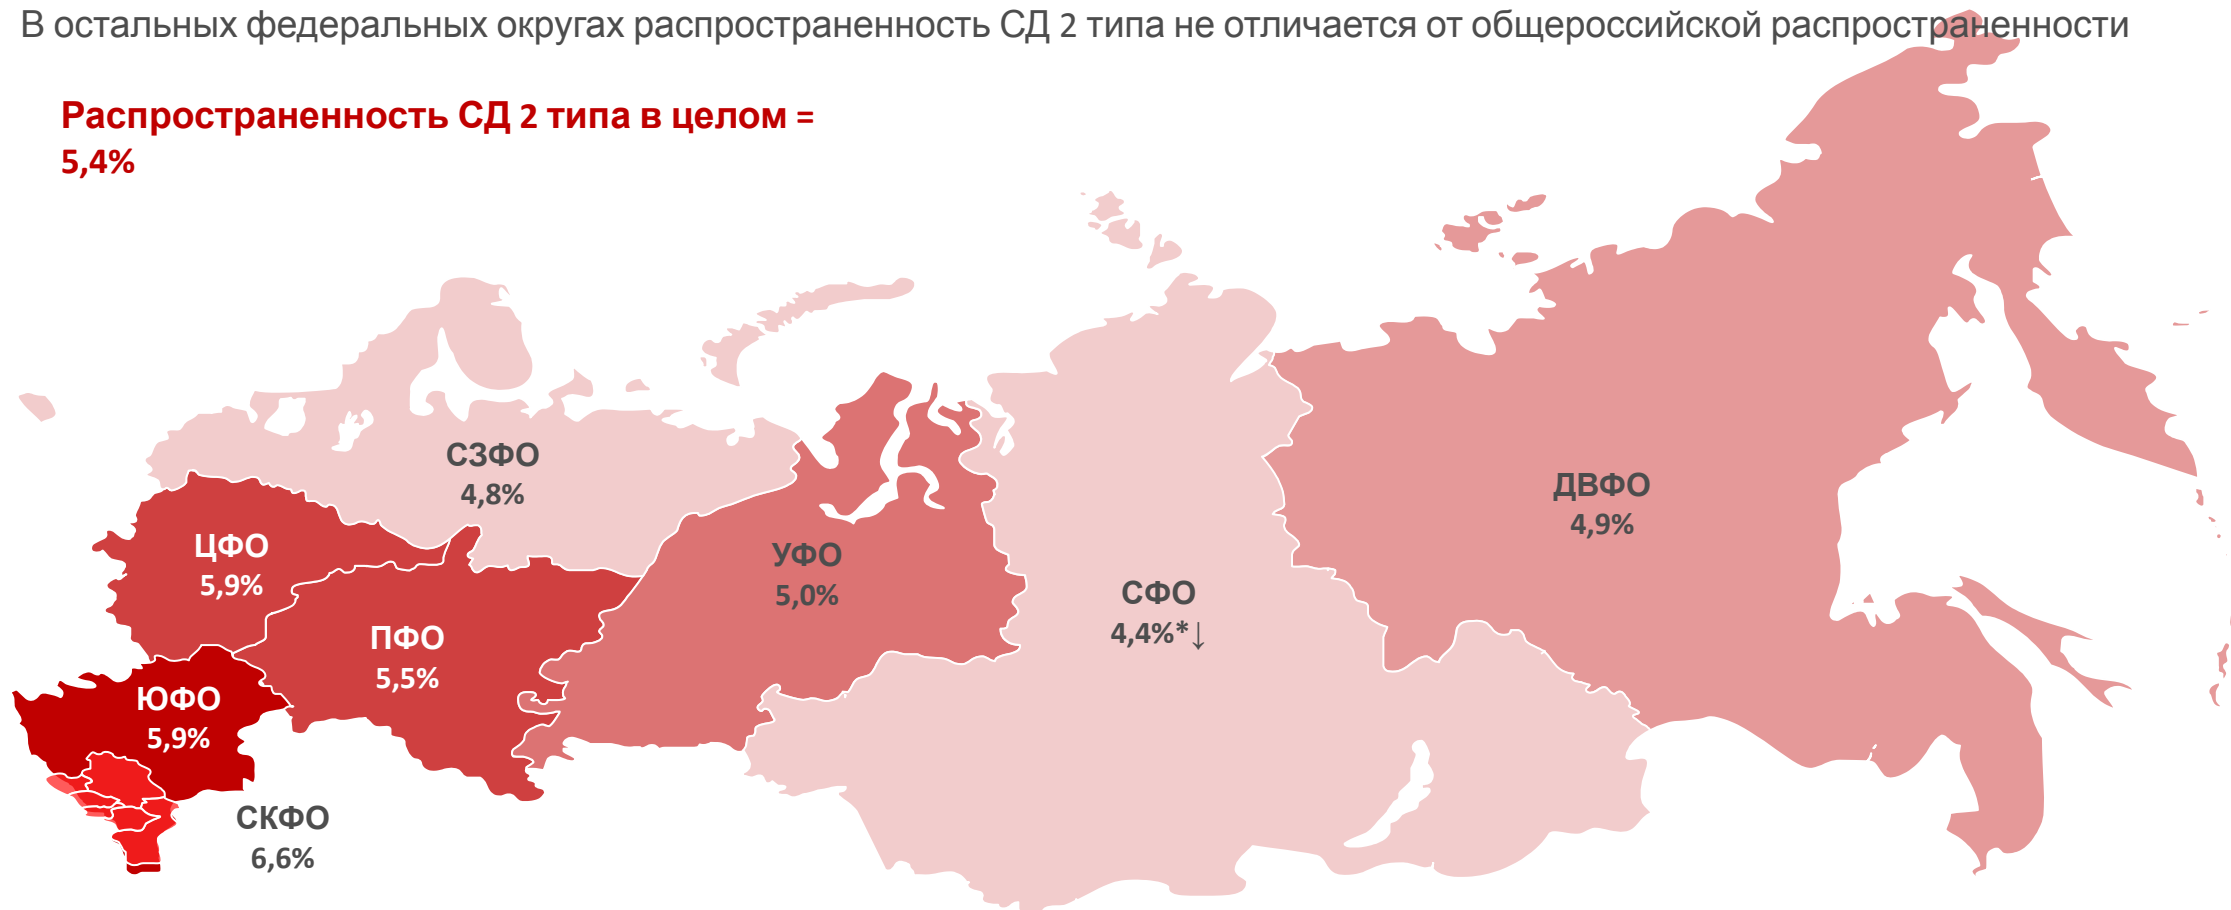 В остальных федеральных округах распространенность СД 2 типа не отличается от общероссийской распространенности
Распространенность СД 2 типа в целом =
5,4%
СЗФО
4,8%
ДВФО
4,9%
ЦФО
5,9%
УФО
5,0%
СФО
4,4%*↓
ПФО
5,5%
ЮФО
5,9%
СКФО
6,6%